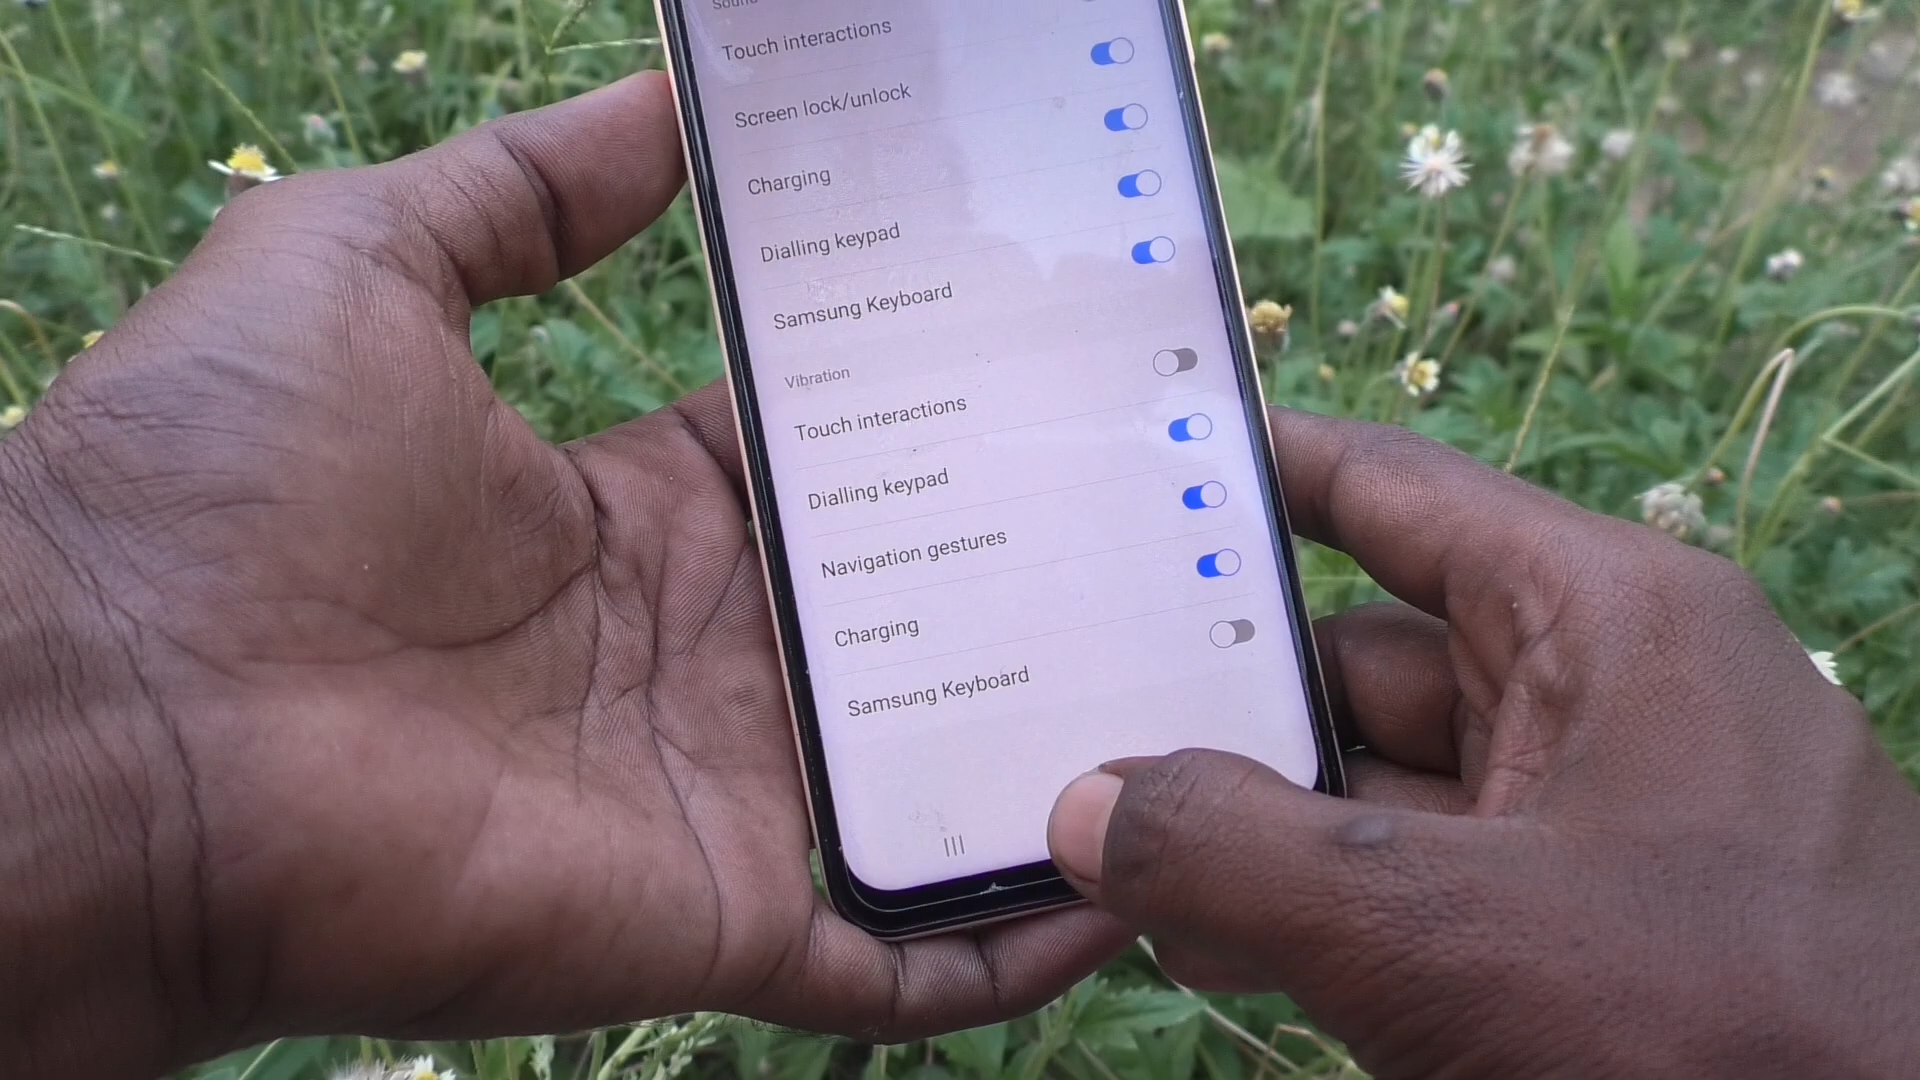 Sound
Touch interactions
Screen lock/unlock
Charging
Dialling keypad
Samsung Keyboard
Vibration
Touch interactions
Dialling keypad
Navigation gestures
Charging
Samsung Keyboard